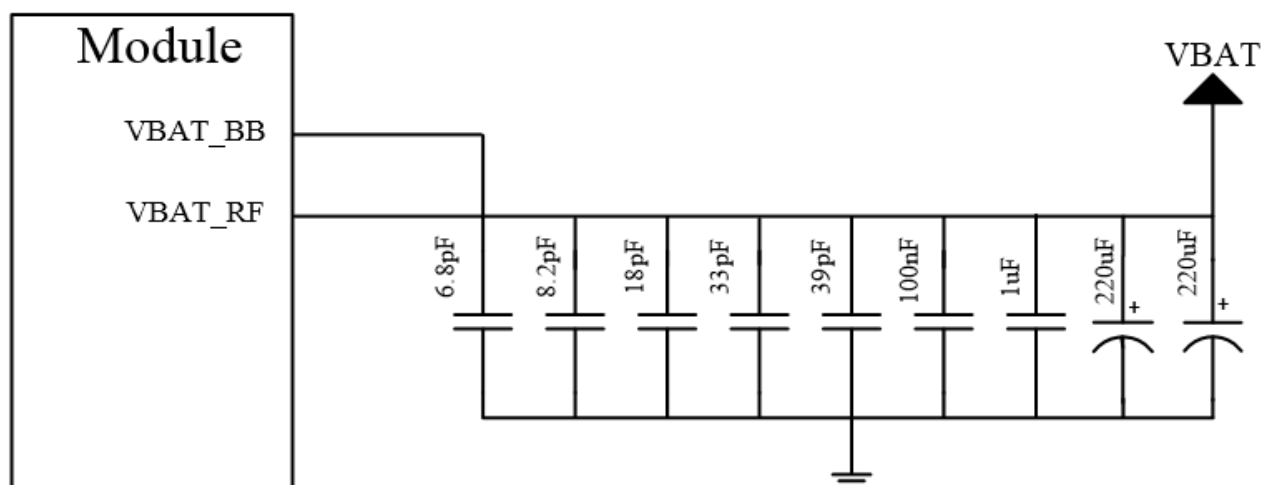 Module
VBAT
VBAT_BB
VBAT_RF
6.8pF
8.2pF
18pF
33pF
39pF
100nF
1uF
220uF
+
220uF
+